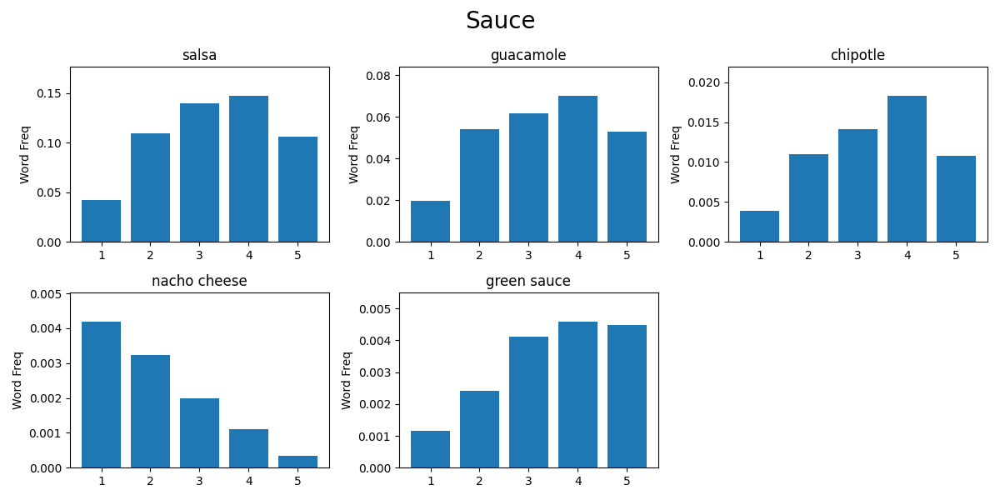 Sauce
salsa
Word Freq
0.15
0.10
0.05
0.00
1 2 3 4 5
guacamole
Word Freq
0.08
0.06
0.04
0.02
0.00
1 2 3 4 5
chipotle
Word Freq
0.020
0.015
0.010
0.005
0.000
1 2 3 4 5
nacho cheese
Word Freq
0.005
0.004
0.003
0.002
0.001
0.000
1 2 3 4 5
green sauce
Word Freq
0.005
0.004
0.003
0.002
0.001
0.000
1 2 3 4 5